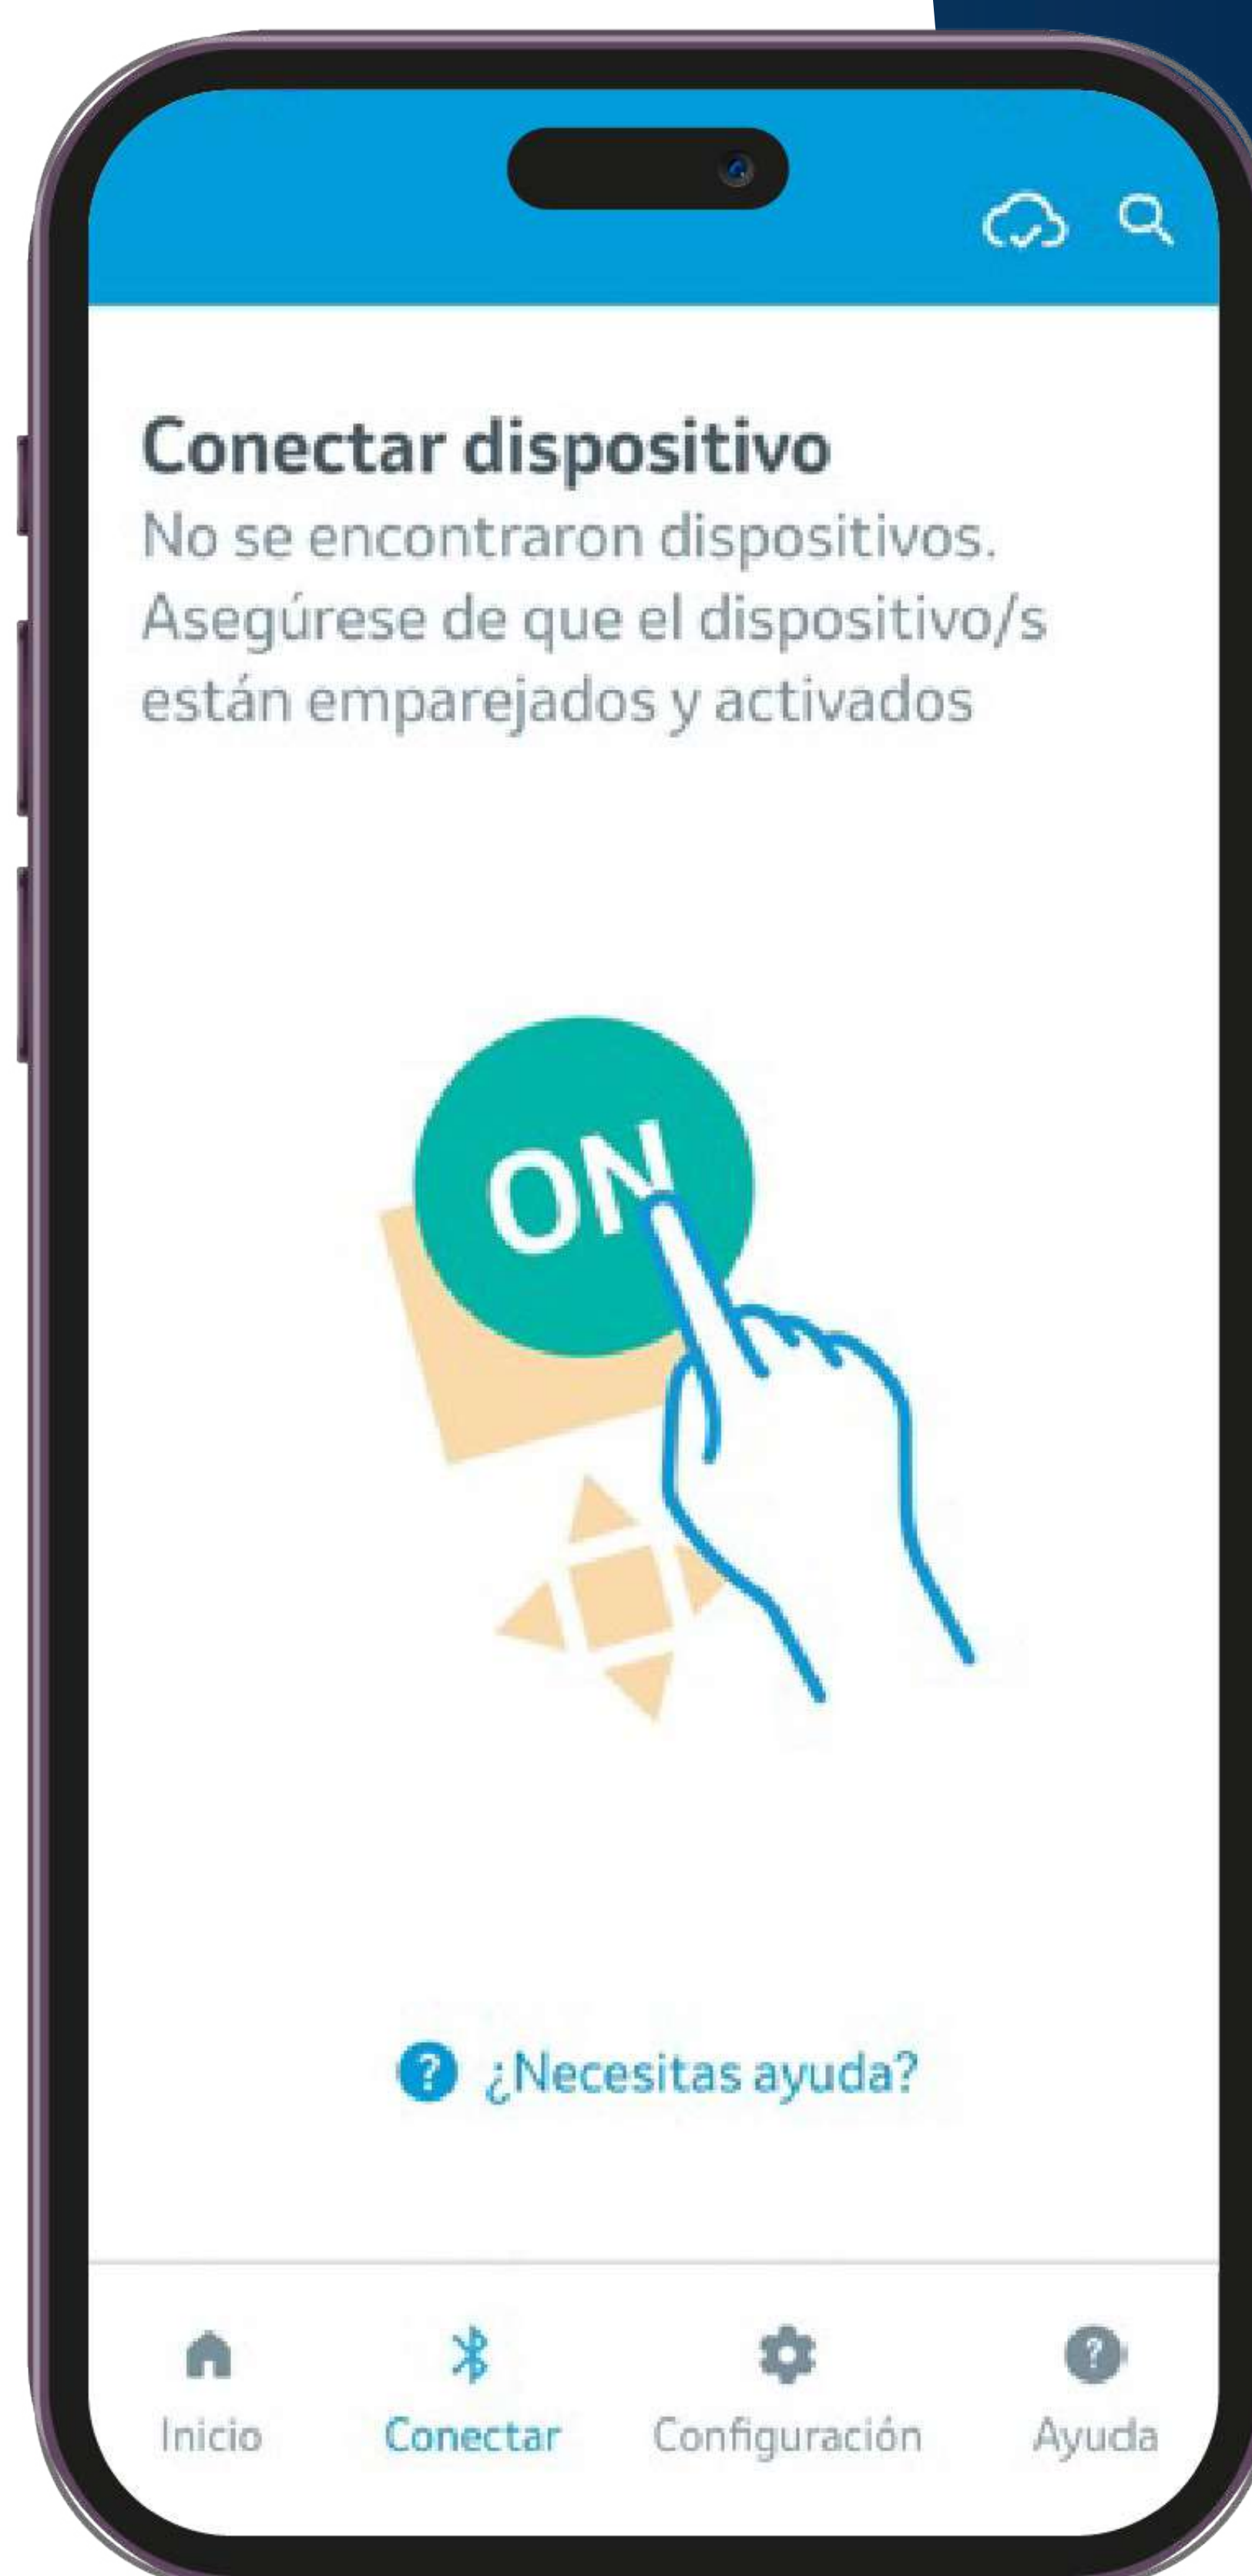 Conectar dispositivo
No se encontraron dispositivos.
Asegúrese de que el dispositivo/s
están emparejados y activados
ON
¿Necesitas ayuda?
Inicio
Conectar
Configuración
Ayuda